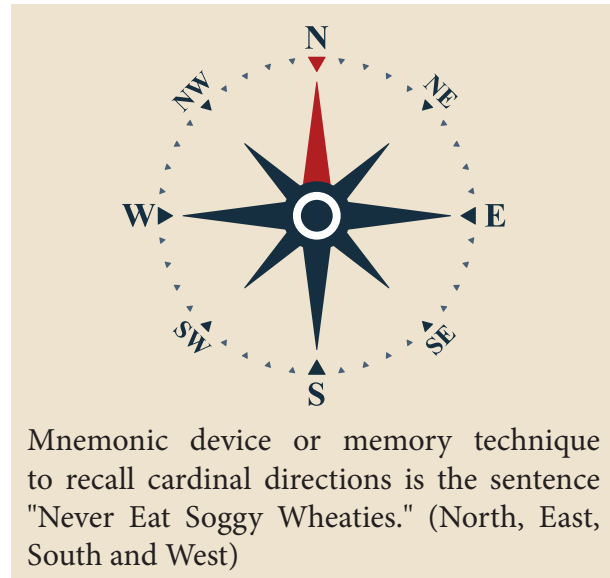 N
NW
NE
W
E
SW
SE
S
Mnemonic device or memory technique
to recall cardinal directions is the sentence
"Never Eat Soggy Wheaties." (North, East,
South and West)